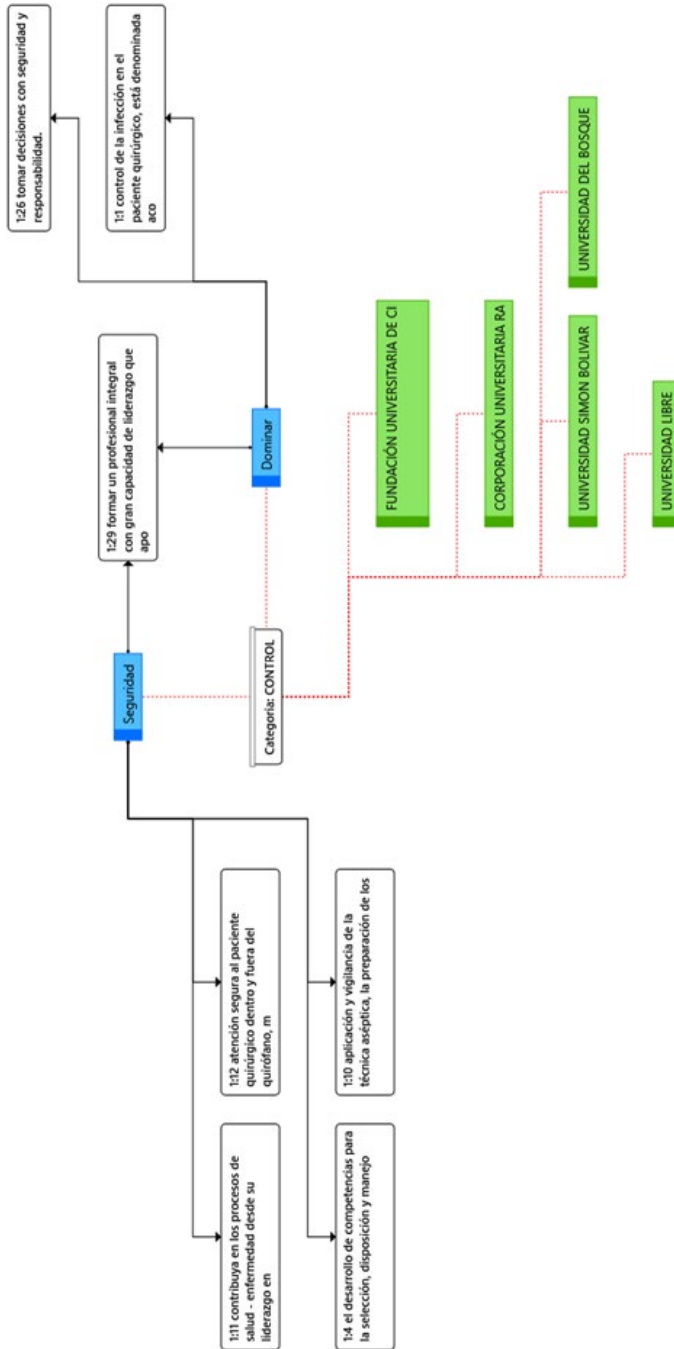 1:26 tomar decisiones con seguridad y
responsabilidad.
1:1 control de la infección en el
paciente quirúrgico, está denominada
aco
1:29 formar un profesional integral
con gran capacidad de liderazgo que
apo
Seguridad
1:11 contribuya en los procesos de
salud - enfermedad desde su
liderazgo en
1:12 atención segura al paciente
quirúrgico dentro y fuera del
quirófano, m
Dominar
Categoria: CONTROL
1:4 el desarrollo de competencias para
la selección, disposición y manejo
1:10 aplicación y vigilancia de la
técnica aséptica, la preparación de los
FUNDACIÓN UNIVERSITARIA DE CI
CORPORACIÓN UNIVERSITARIA RA
UNIVERSIDAD SIMON BOLIVAR
UNIVERSIDAD DEL BOSQUE
UNIVERSIDAD LIBRE